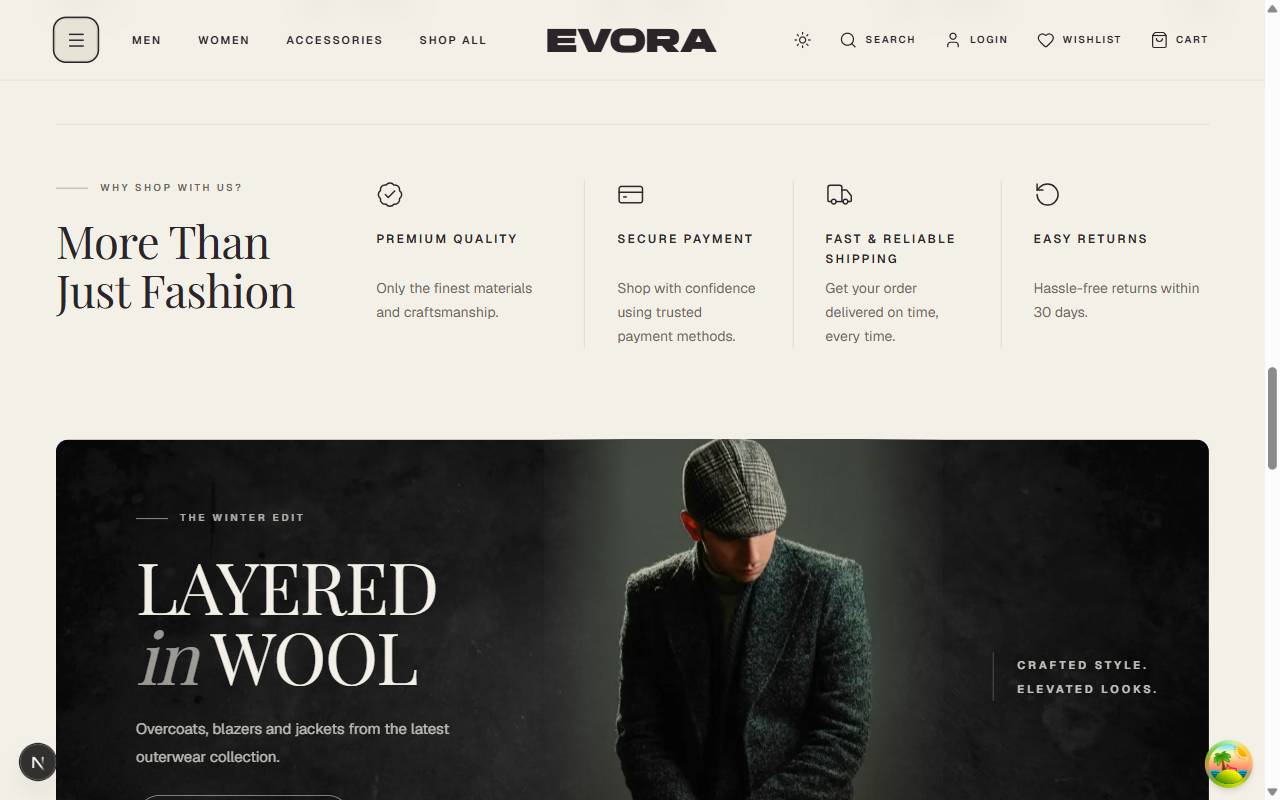 MEN
WOMEN
ACCESSORIES
SHOP ALL
EVORA
SEARCH
LOGIN
WISHLIST
CART
WHY SHOP WITH US?
More Than
Just Fashion
PREMIUM QUALITY
Only the finest materials
and craftsmanship.
SECURE PAYMENT
Shop with confidence
using trusted
payment methods.
FAST & RELIABLE
SHIPPING
Get your order
delivered on time,
every time.
EASY RETURNS
Hassle-free returns within
30 days.
THE WINTER EDIT
LAYERED
in WOOL
Overcoats, blazers and jackets from the latest
outerwear collection.
CRAFTED STYLE.
ELEVATED LOOKS.
N